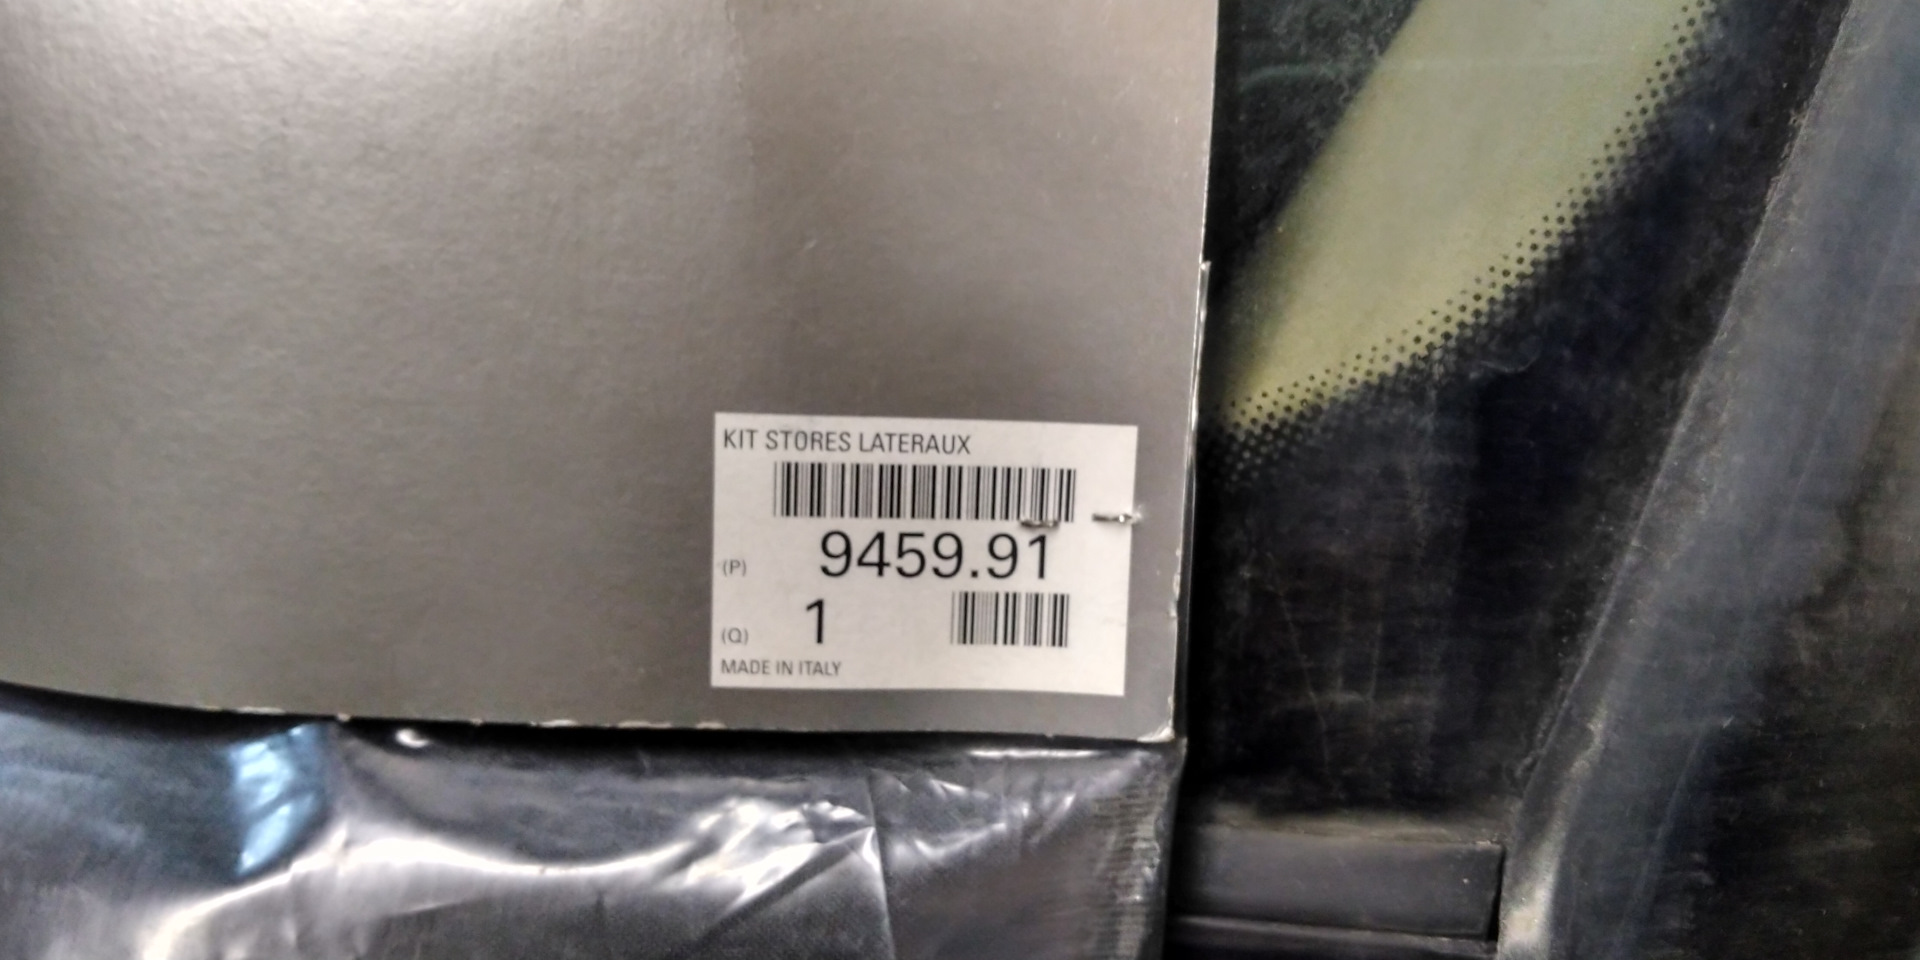 KIT STORES LATERAUX
(P) 9459.91
(Q) 1
MADE IN ITALY